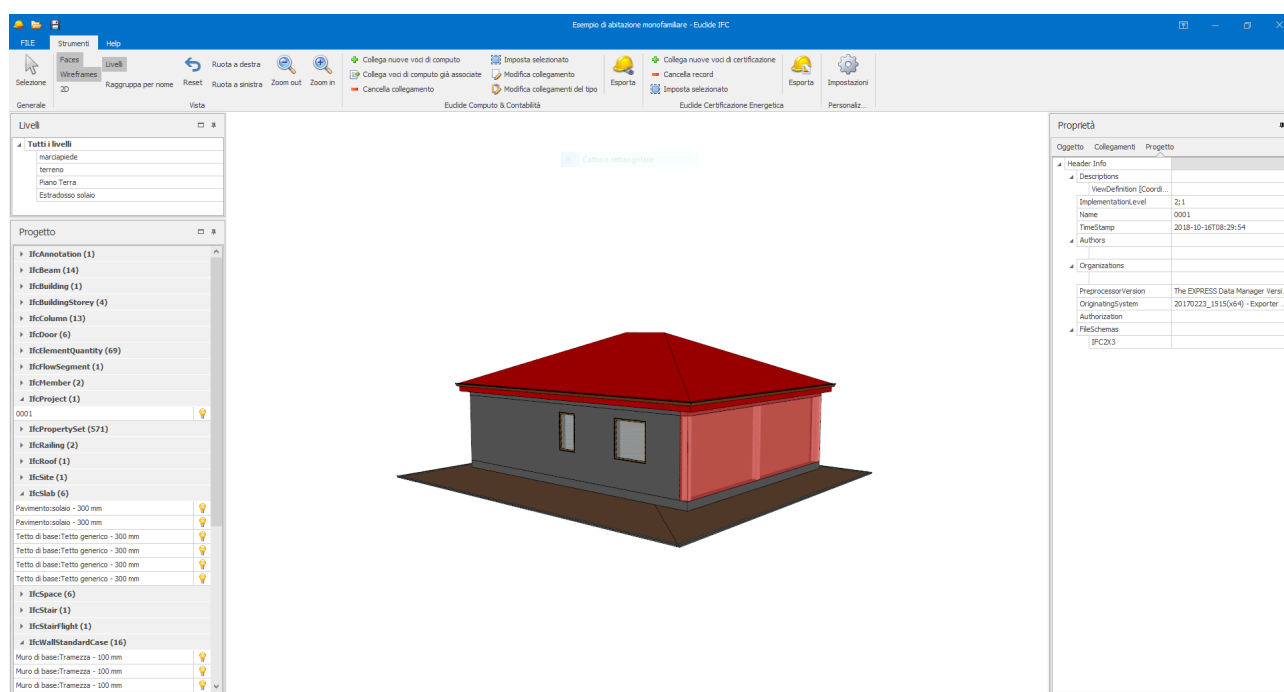 Esempio di abitazione monofamiliare - Euclide IFC
FILE Strumenti Help
Selezione
Faces
Wireframes
2D
Livelli
Raggruppa per nome
Reset
Ruota a destra
Ruota a sinistra
Zoom out
Zoom in
Collega nuove voci di computo
Collega voci di computo già associate
Cancella collegamento
Imposta selezionato
Modifica collegamento
Modifica collegamenti del tipo
Esporta
Collega nuove voci di certificazione
Cancella record
Imposta selezionato
Esporta
Impostazioni
Generale
Vista
Euclide Computo & Contabilità
Euclide Certificazione Energetica
Personaliz...
Livelli
Tutti i livelli
marciapiede
terreno
Piano Terra
Estradosso solaio
Progetto
IfcAnnotation (1)
IfcBeam (14)
IfcBuilding (1)
IfcBuildingStorey (4)
IfcColumn (13)
IfcDoor (6)
IfcElementQuantity (69)
IfcFlowSegment (1)
IfcMember (2)
IfcProject (1)
0001
IfcPropertySet (571)
IfcRailing (2)
IfcRoof (1)
IfcSite (1)
IfcSlab (6)
Pavimento:solaio - 300 mm
Pavimento:solaio - 300 mm
Tetto di base:Tetto generico - 300 mm
Tetto di base:Tetto generico - 300 mm
Tetto di base:Tetto generico - 300 mm
Tetto di base:Tetto generico - 300 mm
IfcSpace (6)
IfcStair (1)
IfcStairFlight (1)
IfcWallStandardCase (16)
Muro di base:Tramezza - 100 mm
Muro di base:Tramezza - 100 mm
Muro di base:Tramezza - 100 mm
Cattura rettangolare
Proprietà
Oggetto Collegamenti Progetto
Header Info
Descriptions
ViewDefinition [Coordi...
ImplementationLevel 2;1
Name 0001
TimeStamp 2018-10-16T08:29:54
Authors
Organizations
PreprocessorVersion The EXPRESS Data Manager Versi...
OriginatingSystem 20170223_1515(x64) - Exporter ...
Authorization
FileSchemas
IFC2X3